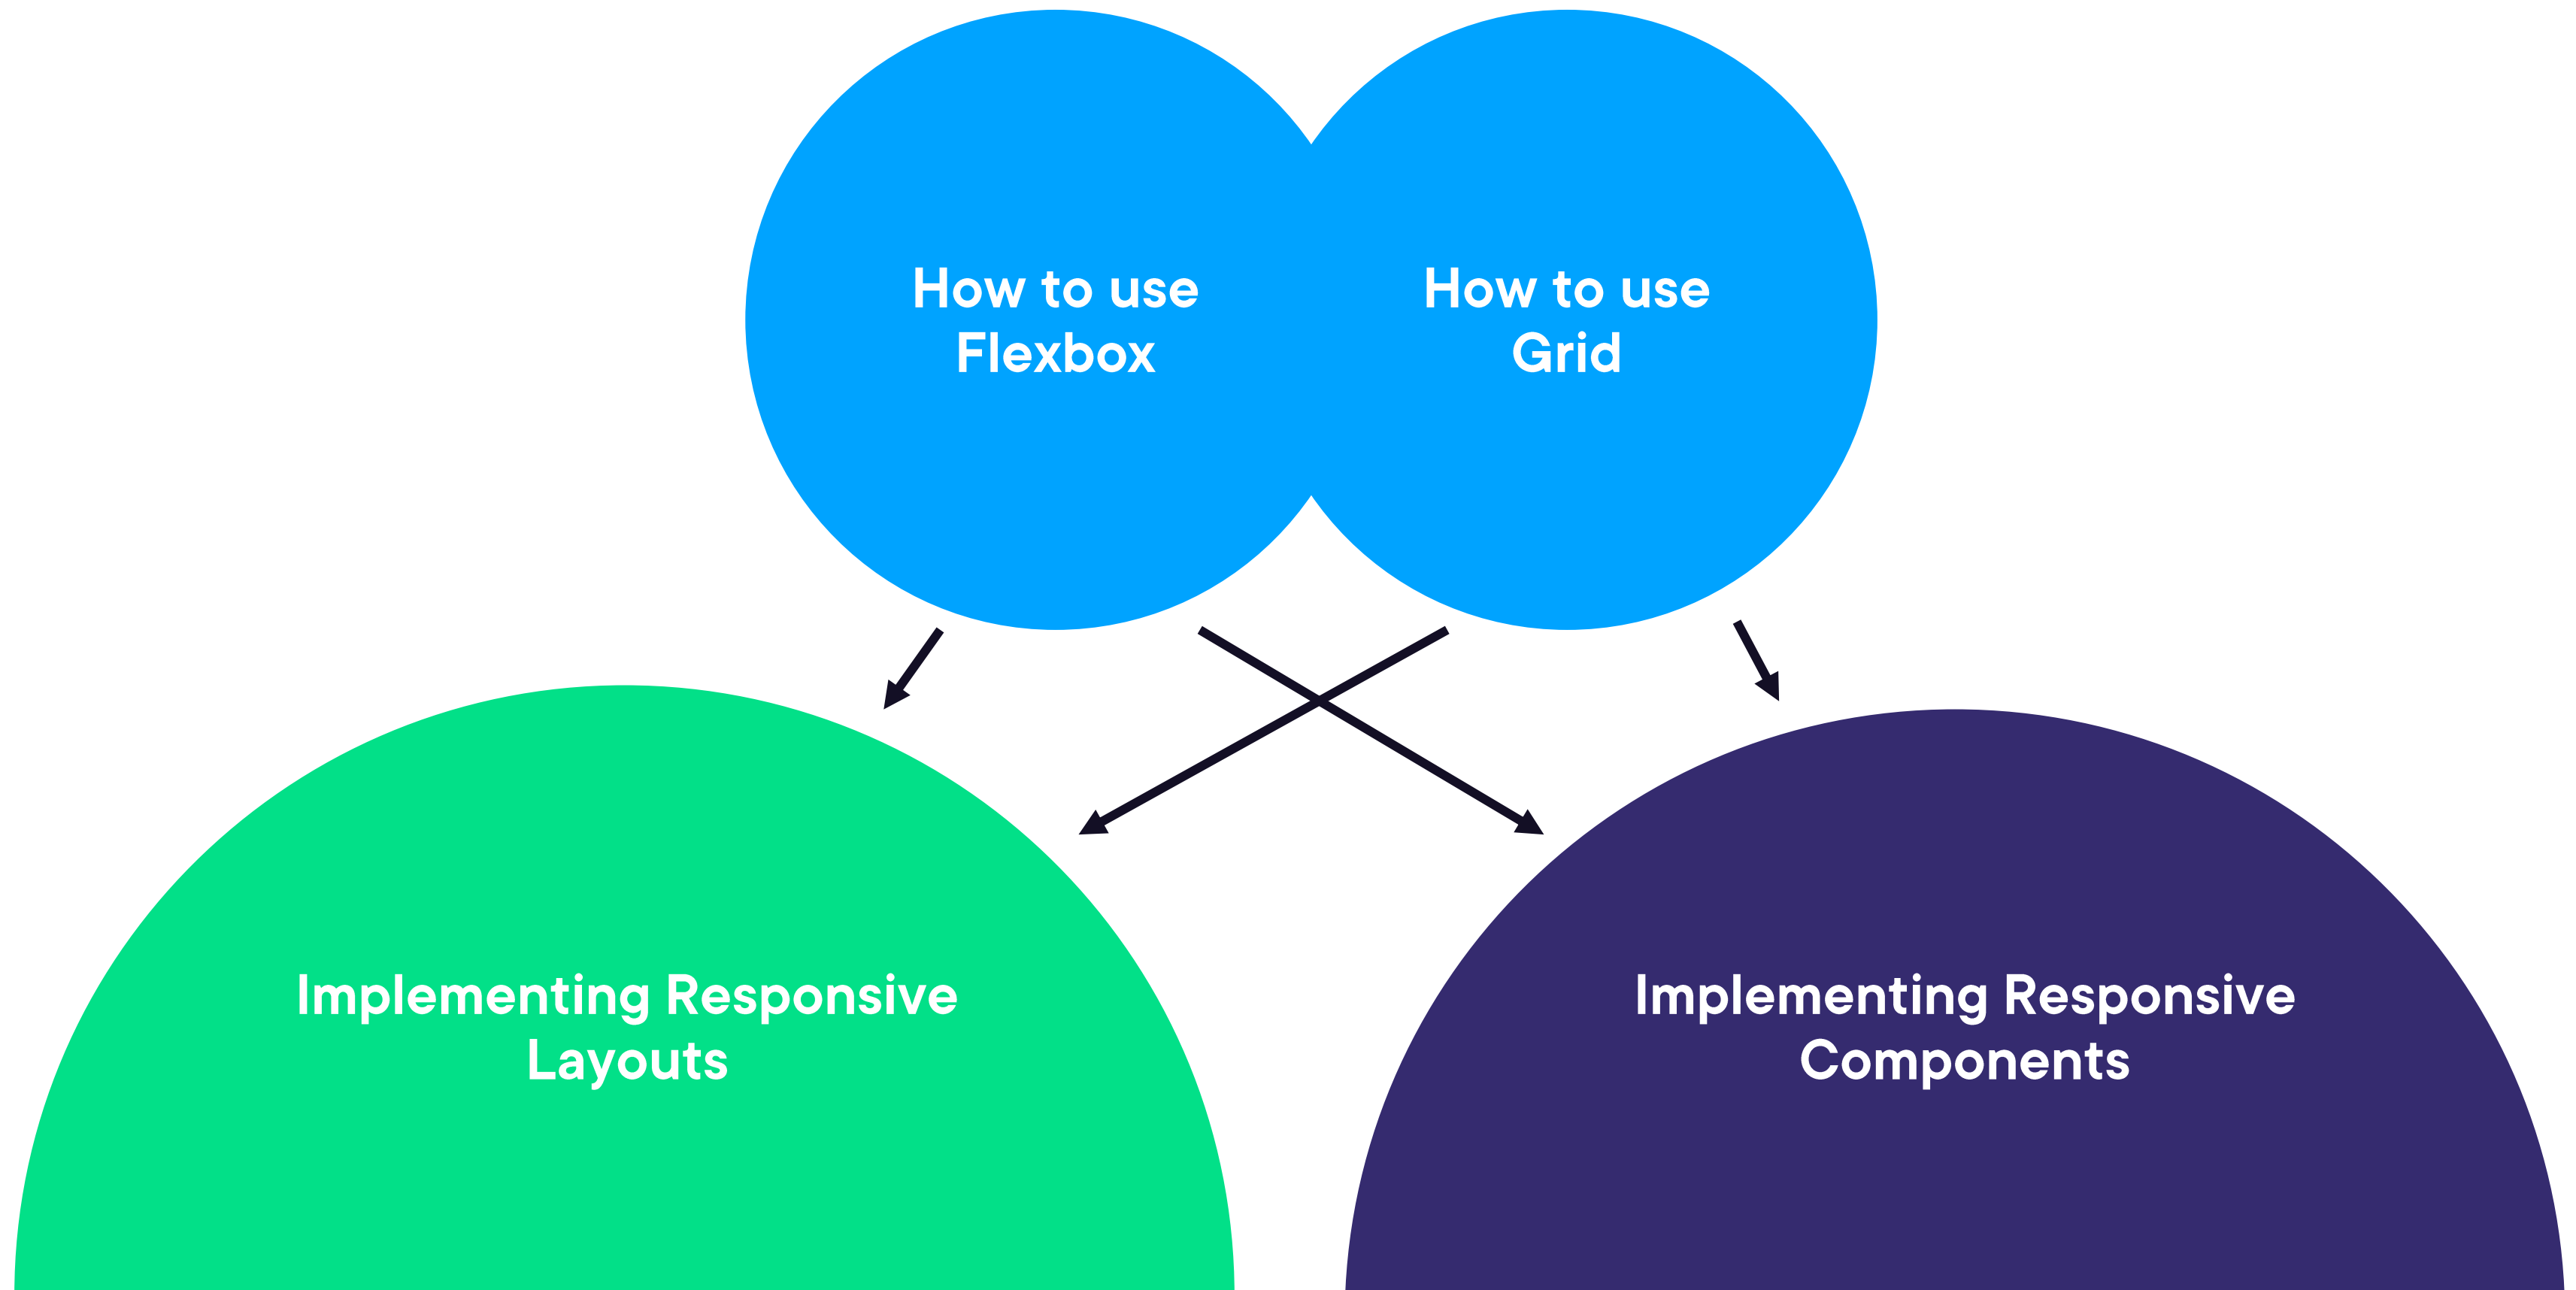 How to use
Flexbox
How to use
Grid
Implementing Responsive
Layouts
Implementing Responsive
Components